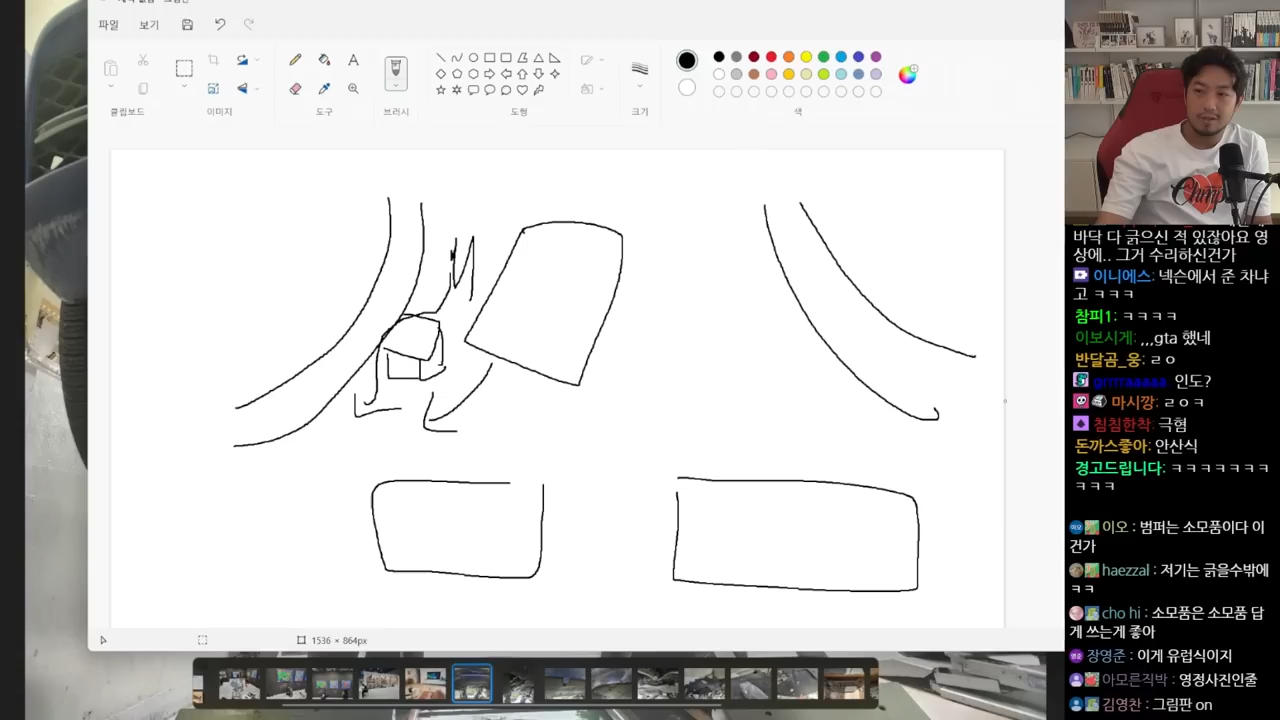 파일 보기
클립보드 이미지 도구 브러시 도형 크기 색
1536 × 864px
바닥 다 긁으신 적 있잖아요 영
상에.. 그거 수리하신건가
이니에스: 넥슨에서 준 차냐
고 ㅋㅋㅋ
참피1: ㅋㅋㅋㅋ
이보시게: ,,,gta 했네
반달곰_웅: ㄹㅇ
grrrraaaaa 인도?
마시깡: ㄹㅇㅋ
침침한착: 극혐
돈까스좋아: 안산식
경고드립니다: ㅋㅋㅋㅋㅋㅋㅋ
ㅋㅋㅋㅋ
이오 : 범퍼는 소모품이다 이
건가
haezzal : 저기는 긁을수밖에
ㅋㅋ
cho hi : 소모품은 소모품 답
게 쓰는게 좋아
장영준 : 이게 유럽식이지
아모른직박 : 영정사진인줄
김영찬 : 그림판 on